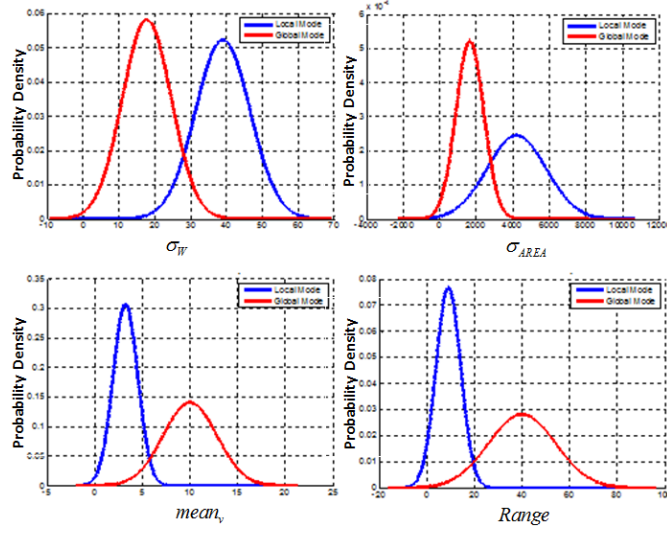 0.06
0.05
0.04
0.03
0.02
0.01
0
-10 0 10 20 30 40 50 60 70
Probability Density
Local Mode
Global Mode
σ_W
6
5
4
3
2
1
0
-4000 -2000 0 2000 4000 6000 8000 10000 12000
Probability Density
Local Mode
Global Mode
σ_AREA
0.35
0.3
0.25
0.2
0.15
0.1
0.05
0
-5 0 5 10 15 20 25
Probability Density
Local Mode
Global Mode
mean_v
0.08
0.07
0.06
0.05
0.04
0.03
0.02
0.01
0
-20 0 20 40 60 80 100
Probability Density
Local Mode
Global Mode
Range